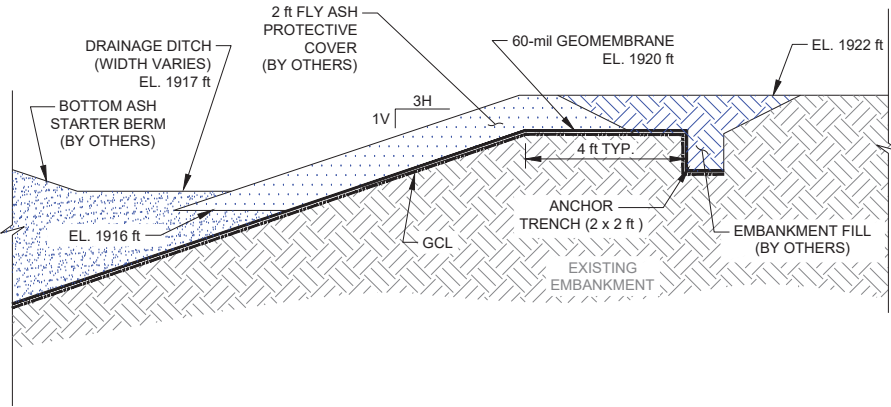 2 ft FLY ASH
PROTECTIVE
COVER
(BY OTHERS)
DRAINAGE DITCH
(WIDTH VARIES)
EL. 1917 ft
60-mil GEOMEMBRANE
EL. 1920 ft
EL. 1922 ft
BOTTOM ASH
STARTER BERM
(BY OTHERS)
3H
1V
4 ft TYP.
EL. 1916 ft
GCL
ANCHOR
TRENCH (2 x 2 ft )
EMBANKMENT FILL
(BY OTHERS)
EXISTING
EMBANKMENT